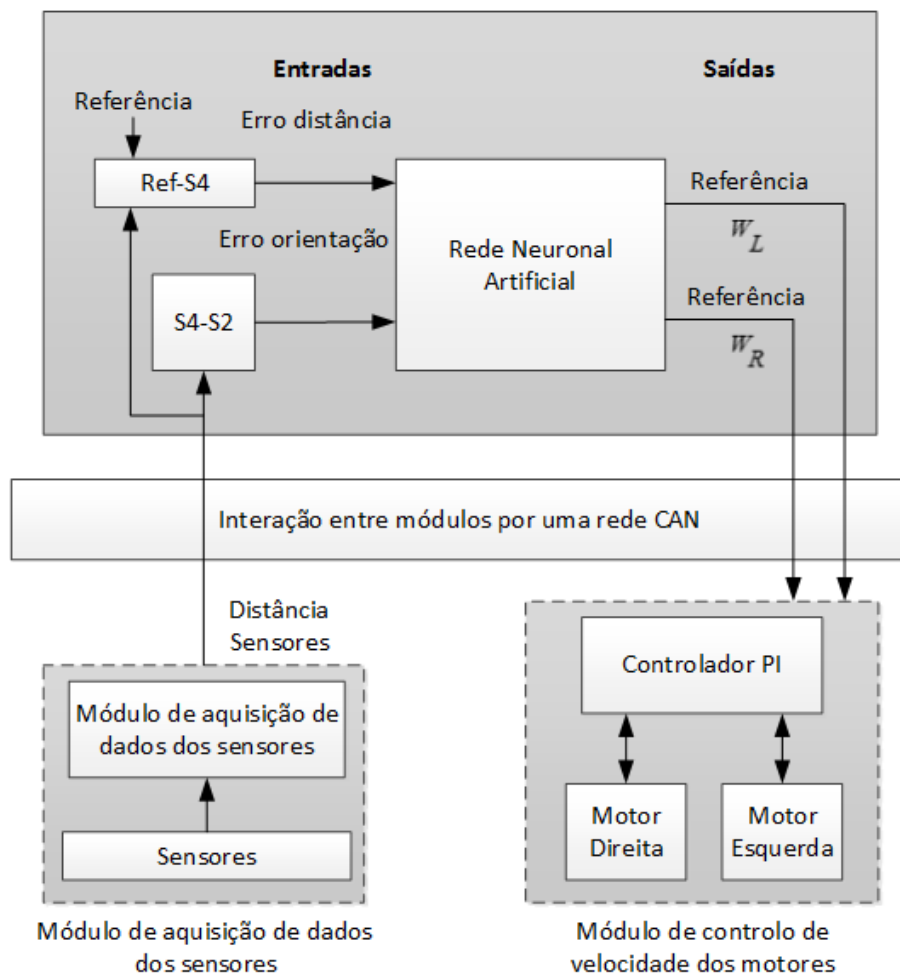 Entradas
Saídas
Referência
Erro distância
Ref-S4
Erro orientação
S4-S2
Rede Neuronal
Artificial
Referência
W_L
Referência
W_R
Interação entre módulos por uma rede CAN
Distância
Sensores
Módulo de aquisição de
dados dos sensores
Sensores
Módulo de aquisição de dados
dos sensores
Controlador PI
Motor
Direita
Motor
Esquerda
Módulo de controlo de
velocidade dos motores